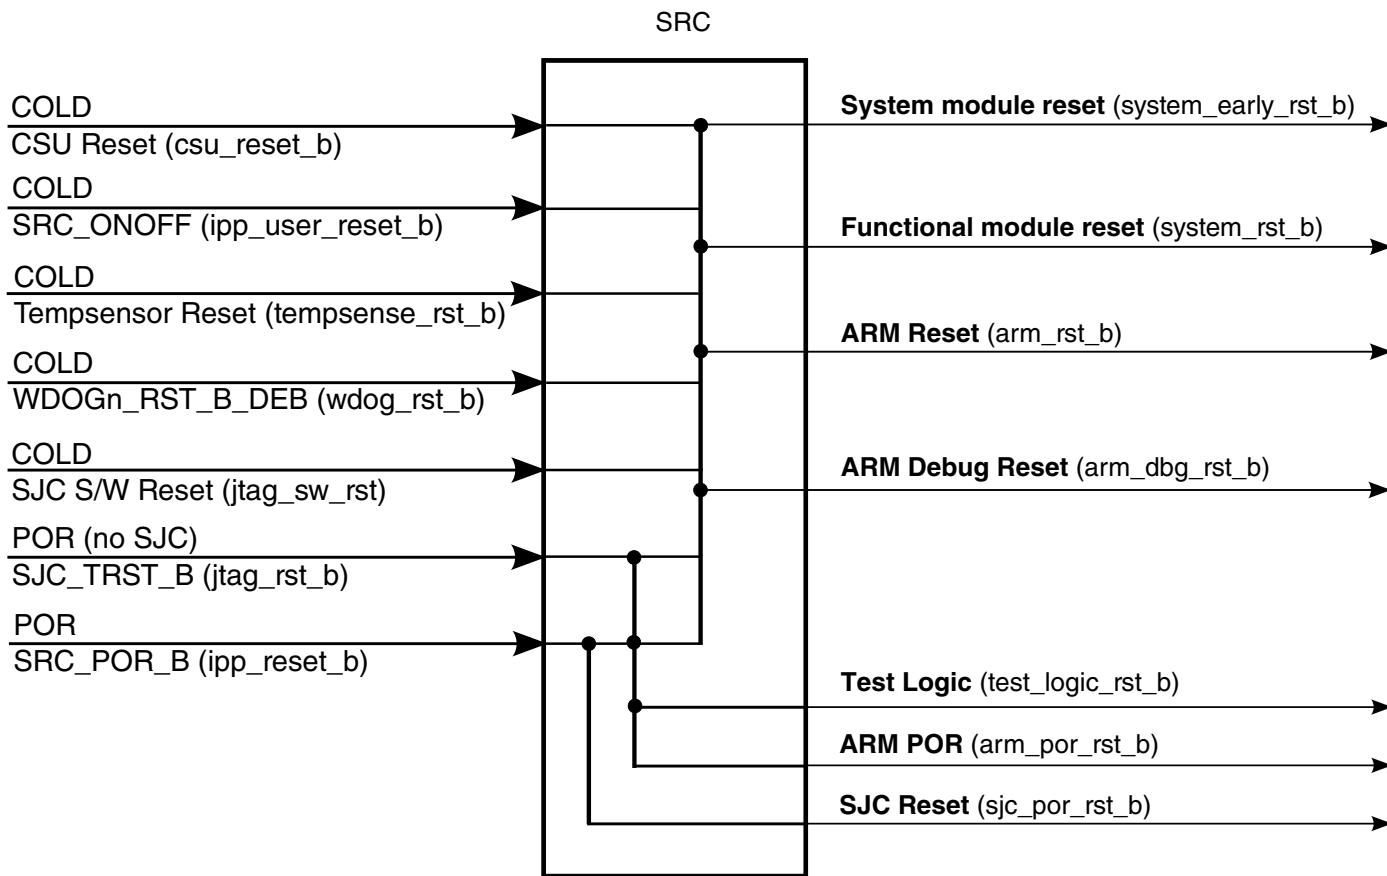 SRC
COLD
CSU Reset (csu_reset_b)
COLD
SRC_ONOFF (ipp_user_reset_b)
COLD
Tempsensor Reset (tempsense_rst_b)
COLD
WDOGn_RST_B_DEB (wdog_rst_b)
COLD
SJC S/W Reset (jtag_sw_rst)
POR (no SJC)
SJC_TRST_B (jtag_rst_b)
POR
SRC_POR_B (ipp_reset_b)
System module reset (system_early_rst_b)
Functional module reset (system_rst_b)
ARM Reset (arm_rst_b)
ARM Debug Reset (arm_dbg_rst_b)
Test Logic (test_logic_rst_b)
ARM POR (arm_por_rst_b)
SJC Reset (sjc_por_rst_b)